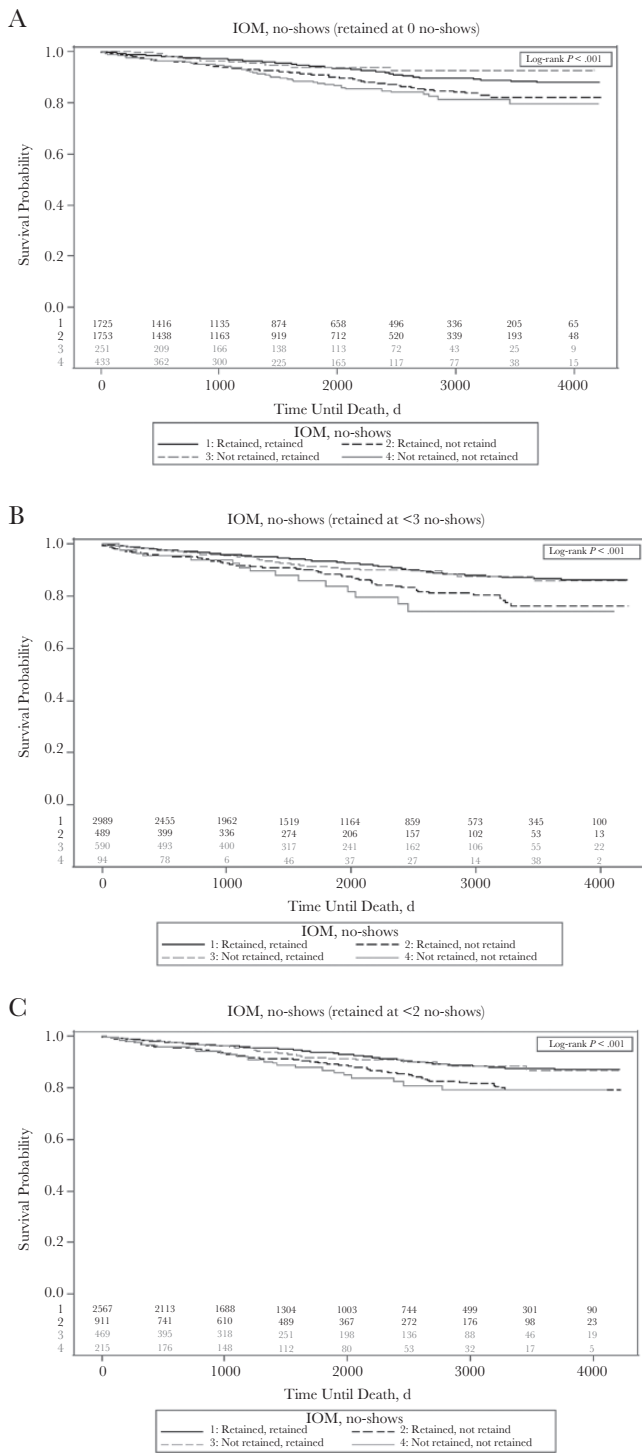 A
IOM, no-shows (retained at 0 no-shows)
Log-rank P < .001
1.0
0.8
0.6
0.4
0.2
0.0
Survival Probability
1 1725 1416 1135 874 658 496 336 205 65
2 1753 1438 1163 919 712 520 339 193 48
3 251 209 166 138 113 72 43 25 9
4 433 362 300 225 165 117 77 38 15
0 1000 2000 3000 4000
Time Until Death, d
IOM, no-shows
1: Retained, retained 2: Retained, not retaind
3: Not retained, retained 4: Not retained, not retained
B
IOM, no-shows (retained at <3 no-shows)
Log-rank P < .001
1.0
0.8
0.6
0.4
0.2
0.0
Survival Probability
1 2989 2455 1962 1519 1164 859 573 345 100
2 489 399 336 274 206 157 102 53 13
3 590 493 400 317 241 162 106 55 22
4 94 78 6 46 37 27 14 38 2
0 1000 2000 3000 4000
Time Until Death, d
IOM, no-shows
1: Retained, retained 2: Retained, not retaind
3: Not retained, retained 4: Not retained, not retained
C
IOM, no-shows (retained at <2 no-shows)
Log-rank P < .001
1.0
0.8
0.6
0.4
0.2
0.0
Survival Probability
1 2567 2113 1688 1304 1003 744 499 301 90
2 911 741 610 489 367 272 176 98 23
3 469 395 318 251 198 136 88 46 19
4 215 176 148 112 80 53 32 17 5
0 1000 2000 3000 4000
Time Until Death, d
IOM, no-shows
1: Retained, retained 2: Retained, not retaind
3: Not retained, retained 4: Not retained, not retained